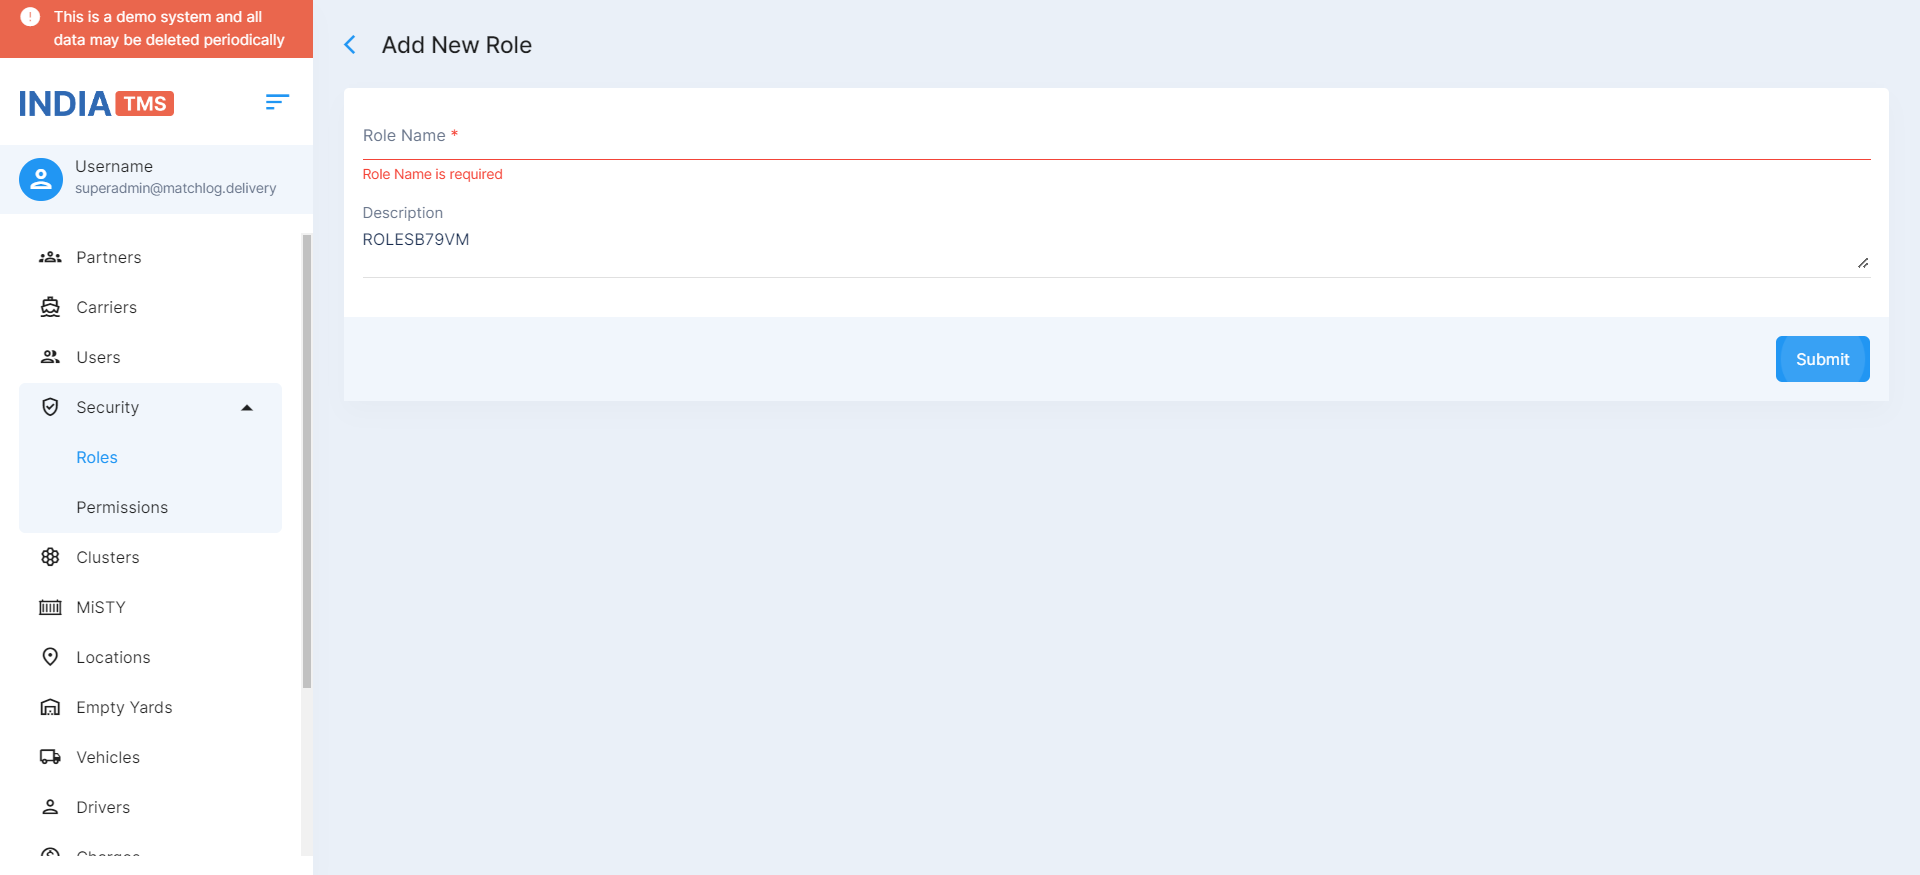 This is a demo system and all
data may be deleted periodically
INDIA TMS
Username
superadmin@matchlog.delivery
Partners
Carriers
Users
Security
Roles
Permissions
Clusters
MiSTY
Locations
Empty Yards
Vehicles
Drivers
Charges
Add New Role
Role Name *
Role Name is required
Description
ROLESB79VM
Submit